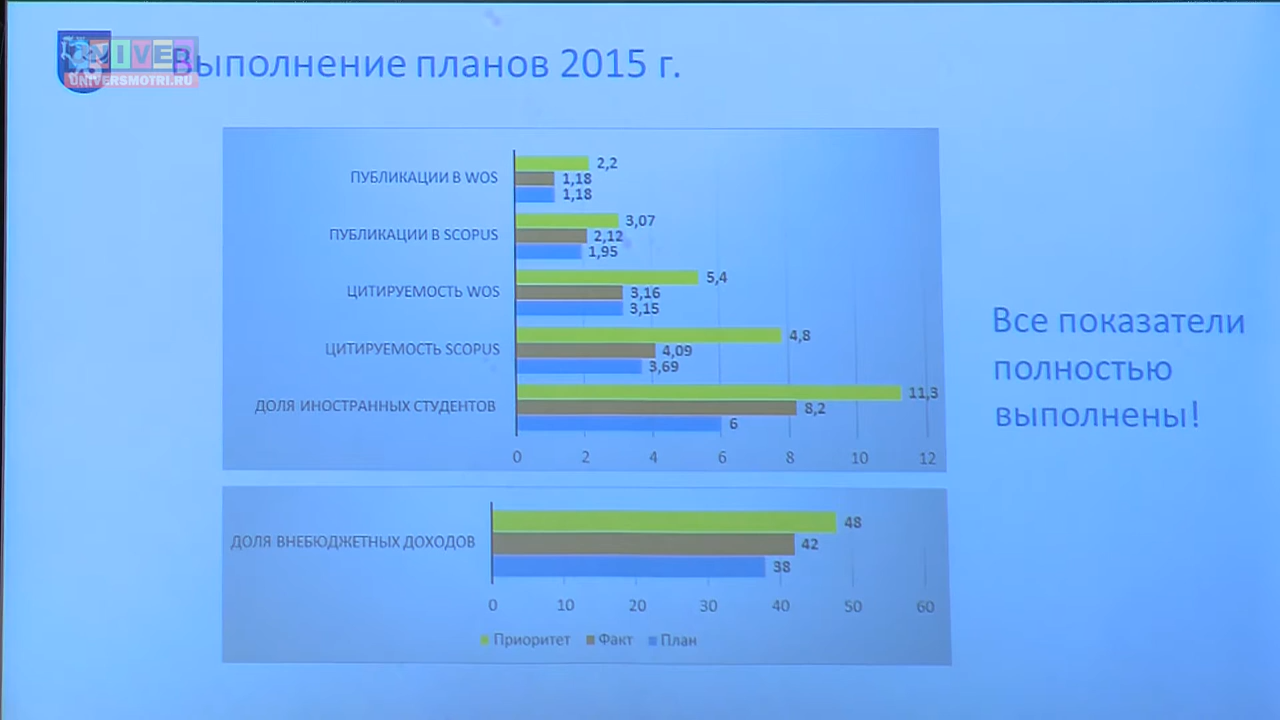 UNIVER
UNIVERSMOTRI.RU
Выполнение планов 2015 г.
ПУБЛИКАЦИИ В WOS
2,2
1,18
1,18
ПУБЛИКАЦИИ В SCOPUS
3,07
2,12
1,95
ЦИТИРУЕМОСТЬ WOS
5,4
3,16
3,15
ЦИТИРУЕМОСТЬ SCOPUS
4,8
4,09
3,69
ДОЛЯ ИНОСТРАННЫХ СТУДЕНТОВ
11,3
8,2
6
0 2 4 6 8 10 12
Все показатели
полностью
выполнены!
ДОЛЯ ВНЕБЮДЖЕТНЫХ ДОХОДОВ
48
42
38
0 10 20 30 40 50 60
Приоритет Факт План